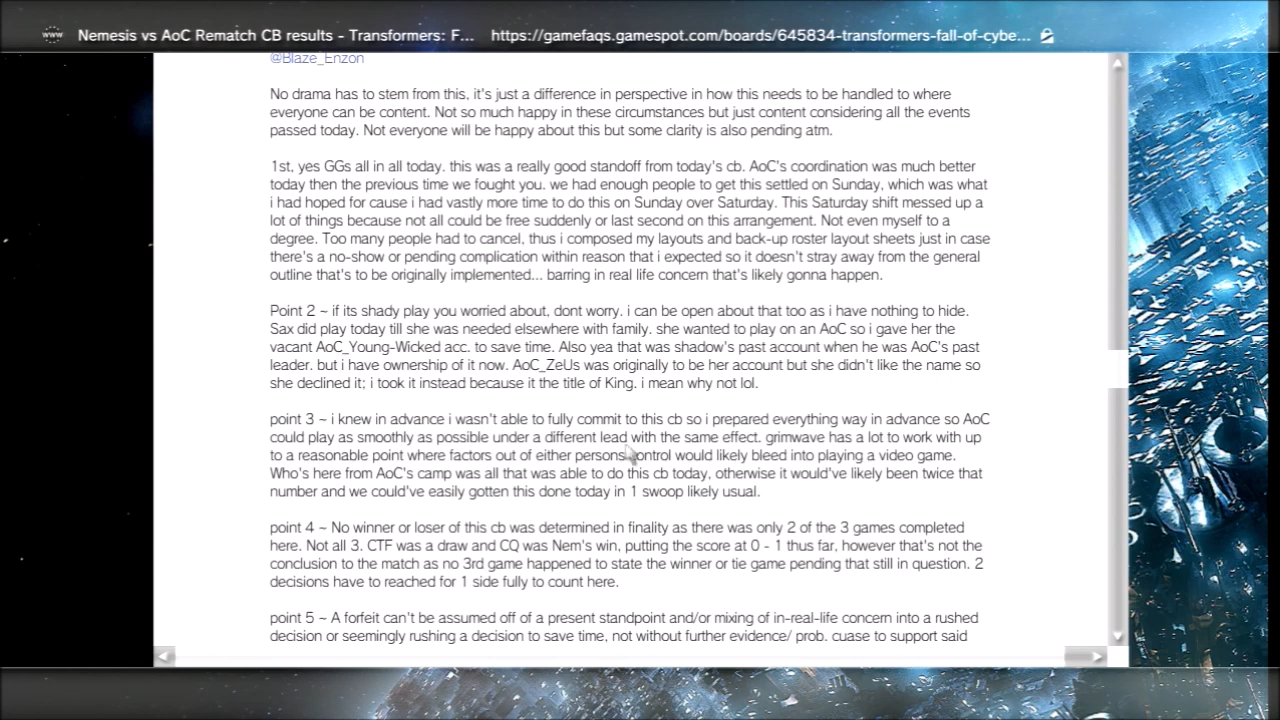 Nemesis vs AoC Rematch CB results - Transformers: F... https://gamefaqs.gamespot.com/boards/645834-transformers-fall-of-cybe...
@Blaze_Enzon
No drama has to stem from this, it's just a difference in perspective in how this needs to be handled to where
everyone can be content. Not so much happy in these circumstances but just content considering all the events
passed today. Not everyone will be happy about this but some clarity is also pending atm.
1st, yes GGs all in all today. this was a really good standoff from today's cb. AoC's coordination was much better
today then the previous time we fought you. we had enough people to get this settled on Sunday, which was what
i had hoped for cause i had vastly more time to do this on Sunday over Saturday. This Saturday shift messed up a
lot of things because not all could be free suddenly or last second on this arrangement. Not even myself to a
degree. Too many people had to cancel, thus i composed my layouts and back-up roster layout sheets just in case
there's a no-show or pending complication within reason that i expected so it doesn't stray away from the general
outline that's to be originally implemented... barring in real life concern that's likely gonna happen.
Point 2 ~ if its shady play you worried about, dont worry. i can be open about that too as i have nothing to hide.
Sax did play today till she was needed elsewhere with family. she wanted to play on an AoC so i gave her the
vacant AoC_Young-Wicked acc. to save time. Also yea that was shadow's past account when he was AoC's past
leader. but i have ownership of it now. AoC_ZeUs was originally to be her account but she didn't like the name so
she declined it; i took it instead because it the title of King. i mean why not lol.
point 3 ~ i knew in advance i wasn't able to fully commit to this cb so i prepared everything way in advance so AoC
could play as smoothly as possible under a different lead with the same effect. grimwave has a lot to work with up
to a reasonable point where factors out of either persons control would likely bleed into playing a video game.
Who's here from AoC's camp was all that was able to do this cb today, otherwise it would've likely been twice that
number and we could've easily gotten this done today in 1 swoop likely usual.
point 4 ~ No winner or loser of this cb was determined in finality as there was only 2 of the 3 games completed
here. Not all 3. CTF was a draw and CQ was Nem's win, putting the score at 0 - 1 thus far, however that's not the
conclusion to the match as no 3rd game happened to state the winner or tie game pending that still in question. 2
decisions have to reached for 1 side fully to count here.
point 5 ~ A forfeit can't be assumed off of a present standpoint and/or mixing of in-real-life concern into a rushed
decision or seemingly rushing a decision to save time, not without further evidence/ prob. cuase to support said